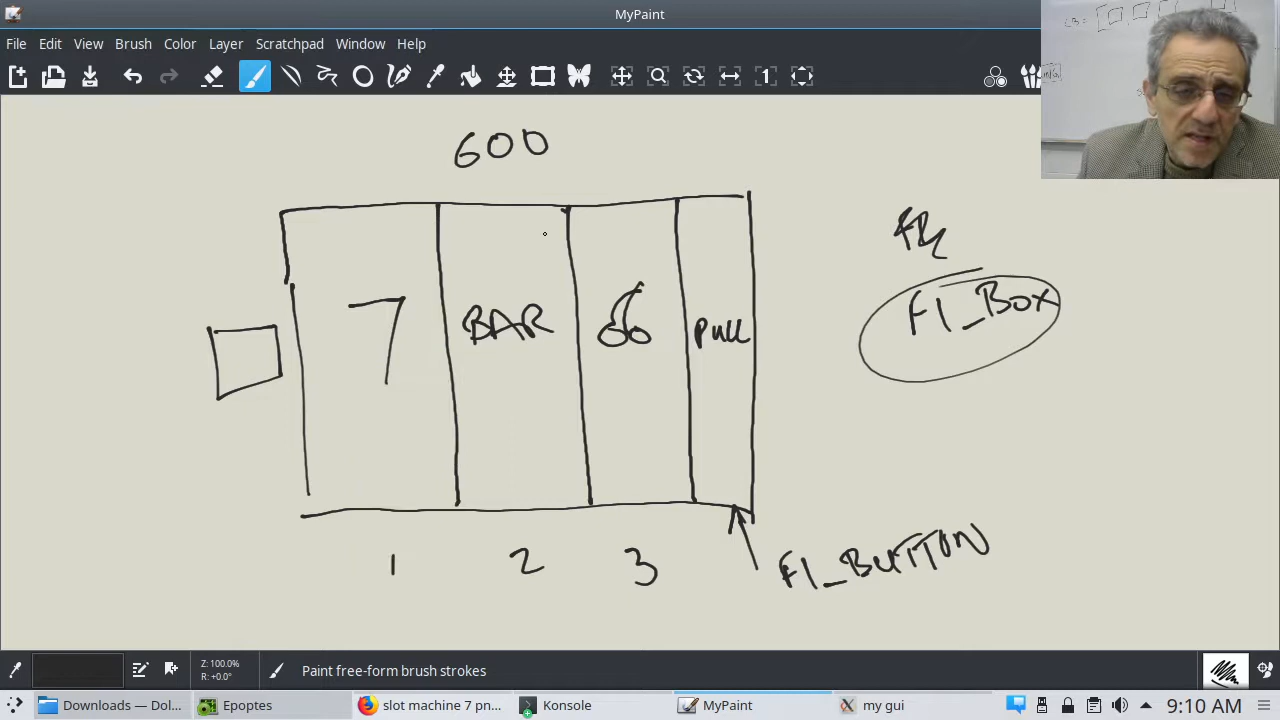 MyPaint
File Edit View Brush Color Layer Scratchpad Window Help
600
7 BAR PULL
Fl_Box
1 2 3
Fl_BUTTON
Z: 100.0%
R: +0.0°
Paint free-form brush strokes
Downloads — Dol...
Epoptes
slot machine 7 pn...
Konsole
MyPaint
my gui
9:10 AM